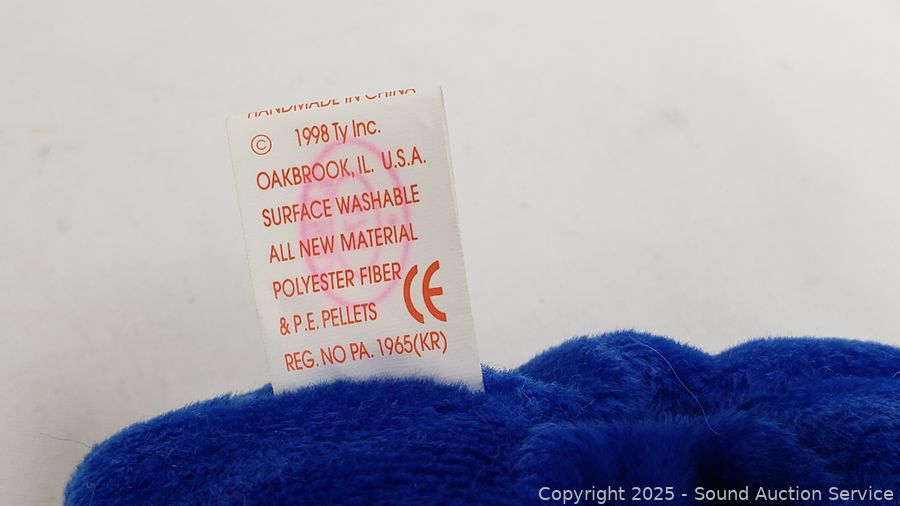 HANDMADE IN CHINA
© 1998 Ty Inc.
OAKBROOK, IL. U.S.A.
SURFACE WASHABLE
ALL NEW MATERIAL
POLYESTER FIBER
& P.E. PELLETS
CE
REG. NO PA. 1965(KR)
Copyright 2025 - Sound Auction Service